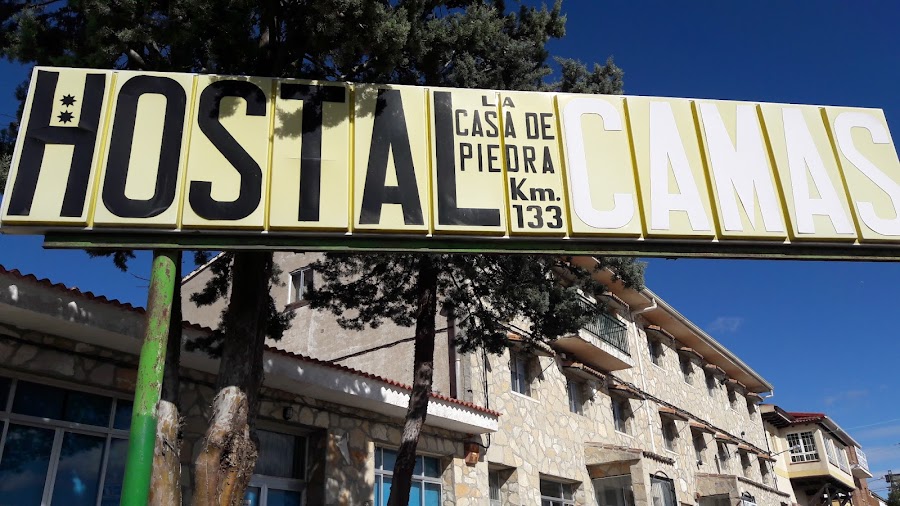 HOSTAL
LA
CASA DE
PIEDRA
Km.
133
CAMAS